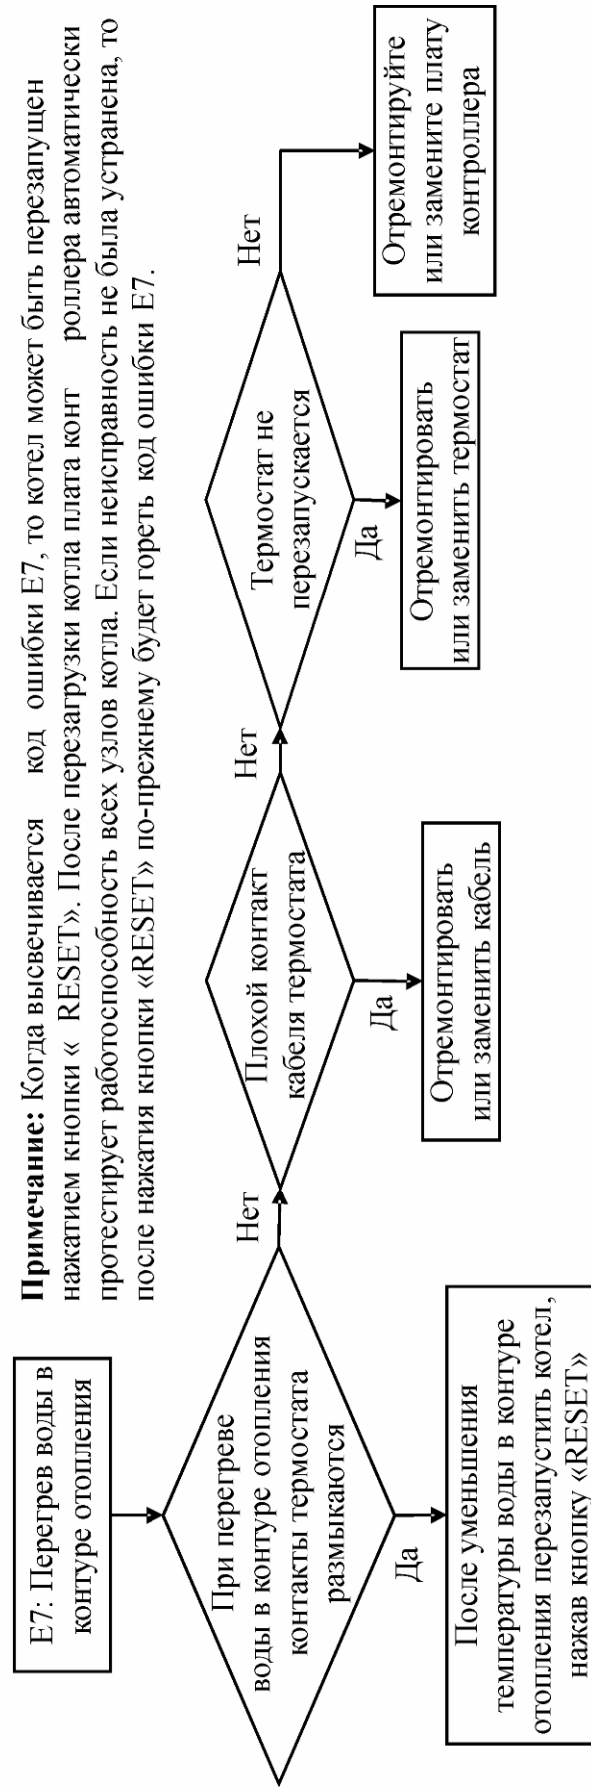 Примечание: Когда высвечивается код ошибки E7, то котел может быть перезапущен
нажатием кнопки « RESET». После перезагрузки котла плата конт роллера автоматически
протестирует работоспособность всех узлов котла. Если неисправность не была устранена, то
после нажатия кнопки «RESET» по-прежнему будет гореть код ошибки E7.
E7: Перегрев воды в
контуре отопления
При перегреве
воды в контуре отопления
контакты термостата
размыкаются
Да
После уменьшения
температуры воды в контуре
отопления перезапустить котел,
нажав кнопку «RESET»
Нет
Плохой контакт
кабеля термостата
Да
Отремонтировать
или заменить кабель
Нет
Термостат не
перезапускается
Да
Отремонтировать
или заменить термостат
Нет
Отремонтируйте
или замените плату
контроллера